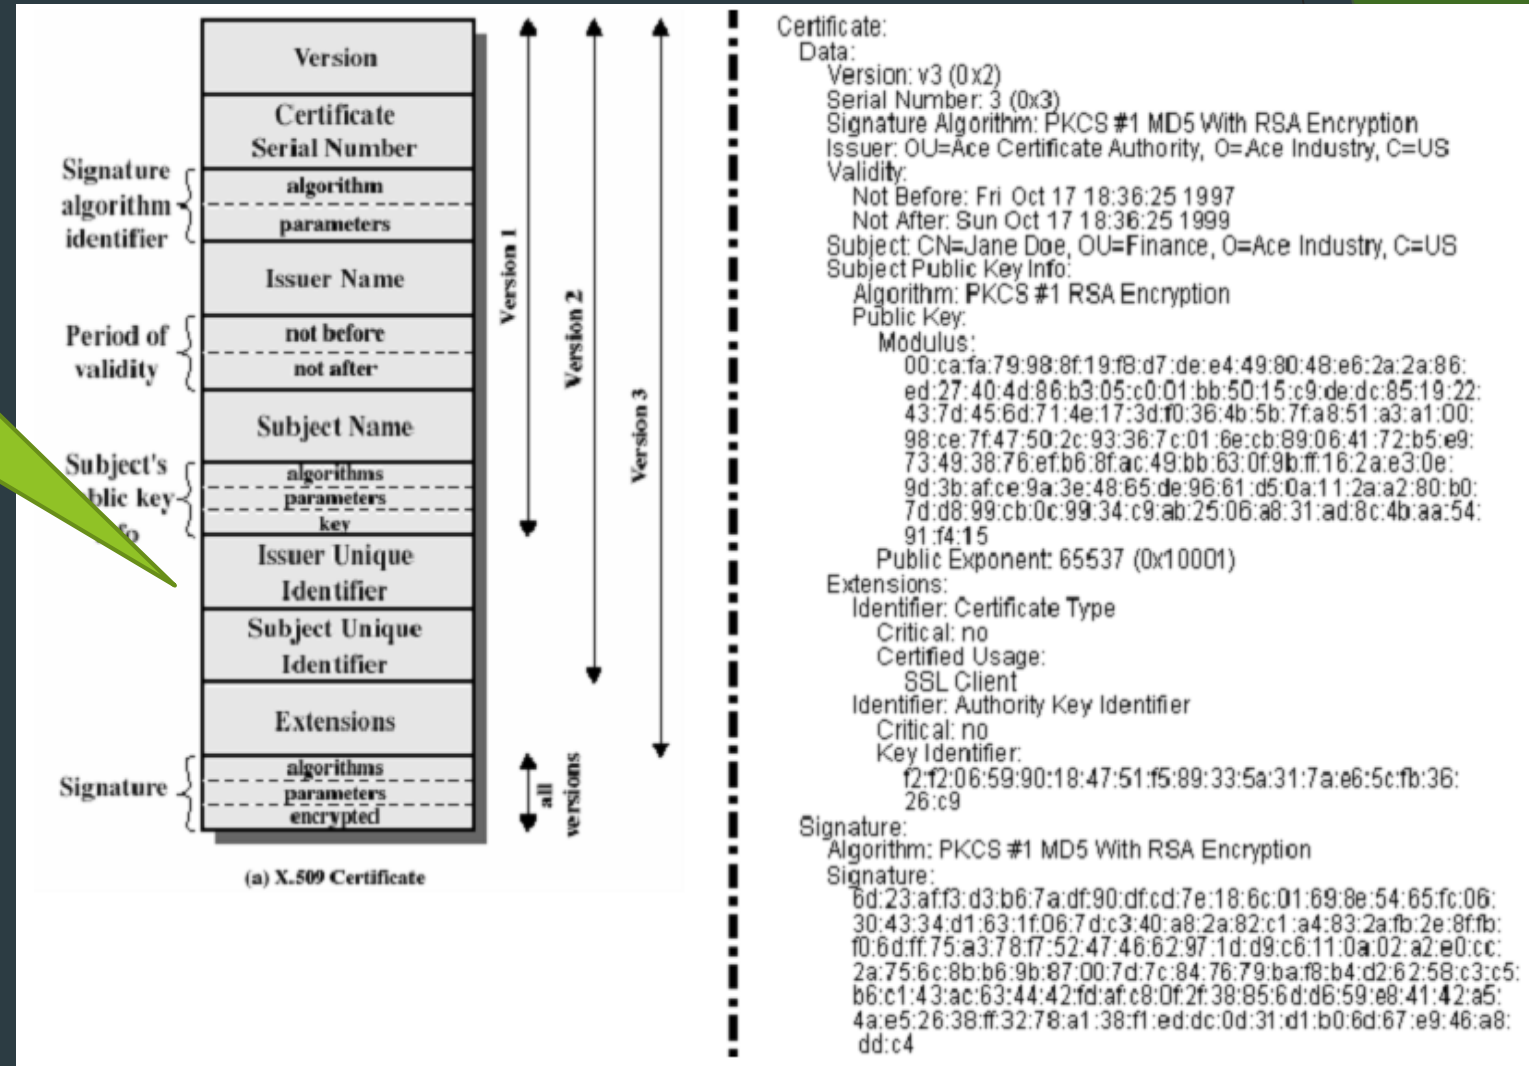 Version
Certificate
Serial Number
Signature
algorithm
identifier
algorithm
parameters
Issuer Name
Period of
validity
not before
not after
Subject Name
Subject's
blic key
fo
algorithms
parameters
key
Issuer Unique
Identifier
Subject Unique
Identifier
Extensions
Signature
algorithms
parameters
encrypted
Version 1
Version 2
Version 3
all
versions
(a) X.509 Certificate
Certificate:
Data:
Version: v3 (0x2)
Serial Number: 3 (0x3)
Signature Algorithm: PKCS #1 MD5 With RSA Encryption
Issuer: OU=Ace Certificate Authority, O=Ace Industry, C=US
Validity:
Not Before: Fri Oct 17 18:36:25 1997
Not After: Sun Oct 17 18:36:25 1999
Subject: CN=Jane Doe, OU=Finance, O=Ace Industry, C=US
Subject Public Key Info:
Algorithm: PKCS #1 RSA Encryption
Public Key:
Modulus:
00:ca:fa:79:98:8f:19:f8:d7:de:e4:49:80:48:e6:2a:2a:86:
ed:27:40:4d:86:b3:05:c0:01:bb:50:15:c9:de:dc:85:19:22:
43:7d:45:6d:71:4e:17:3d:f0:36:4b:5b:7f:a8:51:a3:a1:00:
98:ce:7f:47:50:2c:93:36:7c:01:6e:cb:89:06:41:72:b5:e9:
73:49:38:76:ef:b6:8f:ac:49:bb:63:0f:9b:ff:16:2a:e3:0e:
9d:3b:af:ce:9a:3e:48:65:de:96:61:d5:0a:11:2a:a2:80:b0:
7d:d8:99:cb:0c:99:34:c9:ab:25:06:a8:31:ad:8c:4b:aa:54:
91:f4:15
Public Exponent: 65537 (0x10001)
Extensions:
Identifier: Certificate Type
Critical: no
Certified Usage:
SSL Client
Identifier: Authority Key Identifier
Critical: no
Key Identifier:
f2:f2:06:59:90:18:47:51:f5:89:33:5a:31:7a:e6:5c:fb:36:
26:c9
Signature:
Algorithm: PKCS #1 MD5 With RSA Encryption
Signature:
6d:23:af:f3:d3:b6:7a:df:90:df:cd:7e:18:6c:01:69:8e:54:65:fc:06:
30:43:34:d1:63:1f:06:7d:c3:40:a8:2a:82:c1:a4:83:2a:fb:2e:8f:fb:
f0:6d:ff:75:a3:78:f7:52:47:46:62:97:1d:d9:c6:11:0a:02:a2:e0:cc:
2a:75:6c:8b:b6:9b:87:00:7d:7c:84:76:79:ba:f8:b4:d2:62:58:c3:c5:
b6:c1:43:ac:63:44:42:fd:af:c8:0f:2f:38:85:6d:d6:59:e8:41:42:a5:
4a:e5:26:38:ff:32:78:a1:38:f1:ed:dc:0d:31:d1:b0:6d:67:e9:46:a8:
dd:c4